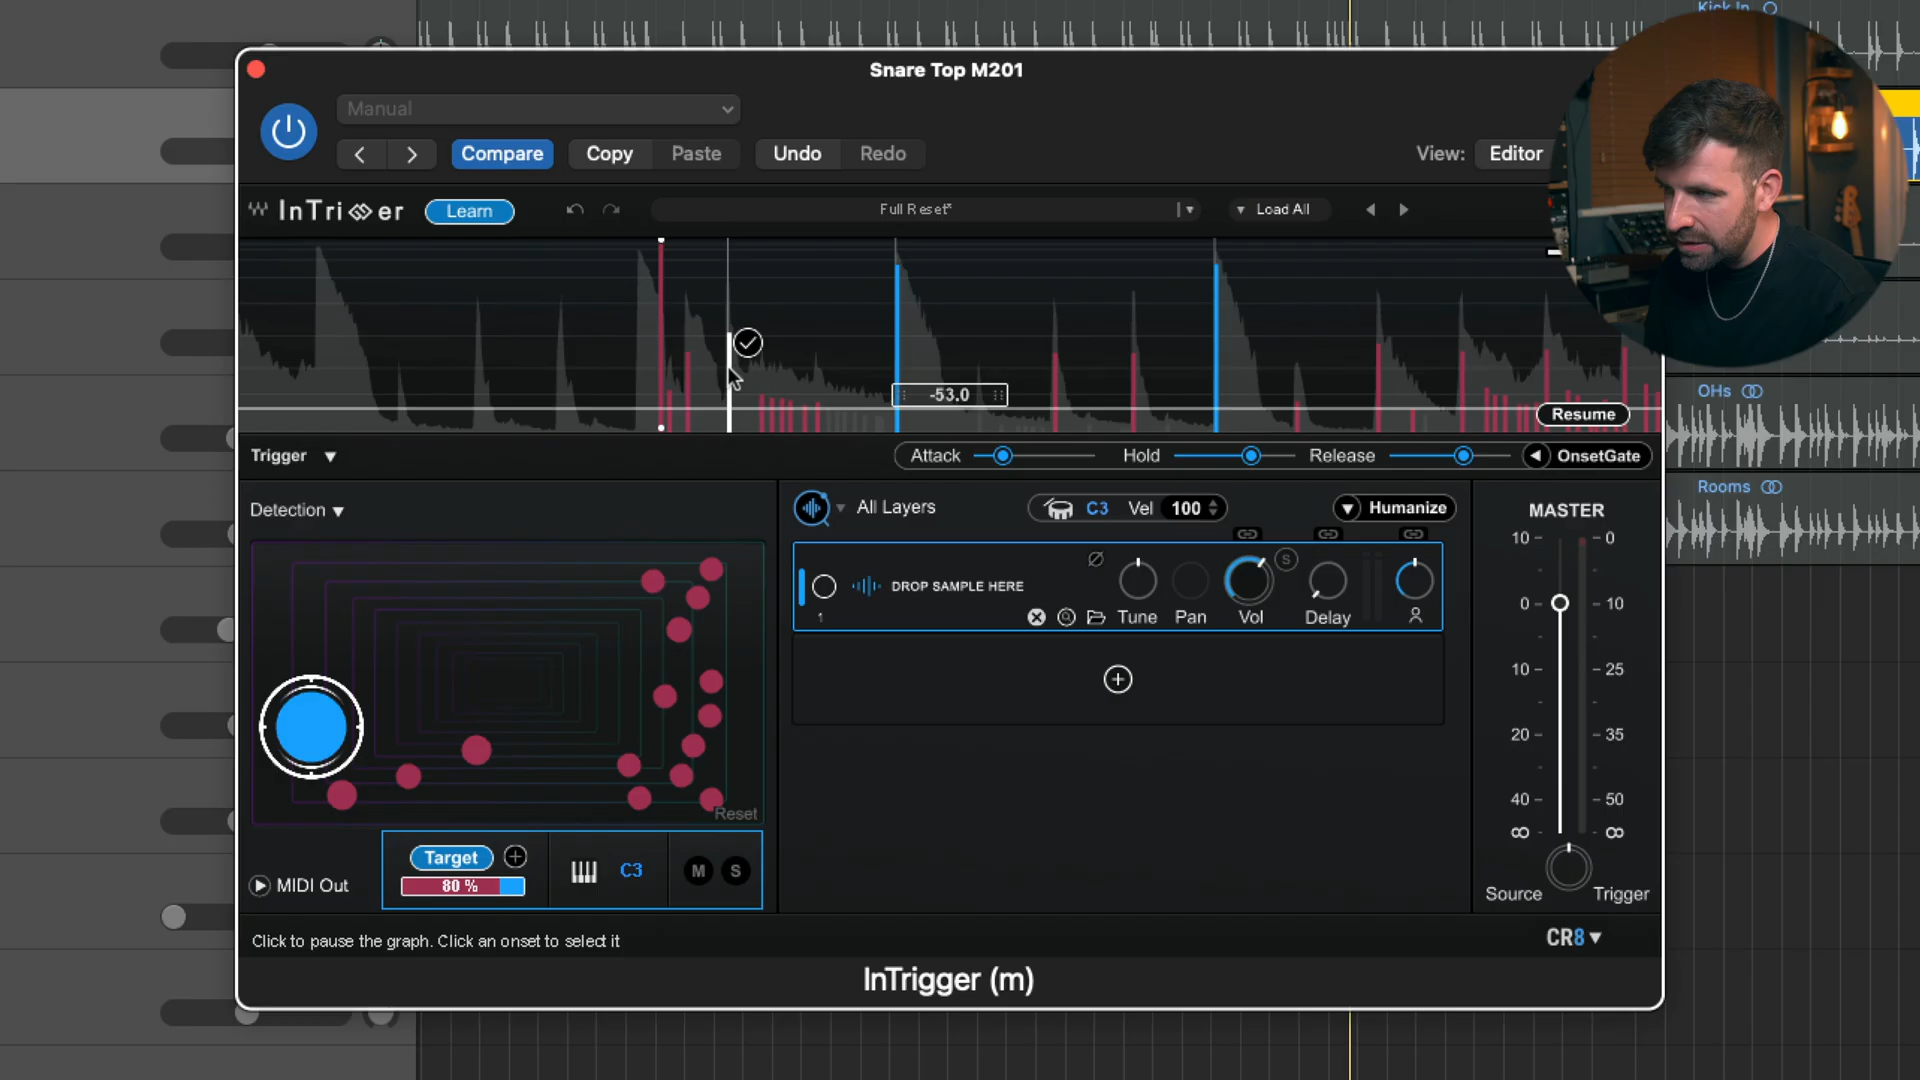 Kick In
Snare Top M201
Manual
Compare
Copy
Paste
Undo
Redo
View:
Editor
InTrigger
Learn
Full Reset*
Load All
-53.0
Resume
OHs
Trigger
Attack
Hold
Release
OnsetGate
Rooms
Detection
All Layers
C3
Vel
100
Humanize
MASTER
10
0
S
DROP SAMPLE HERE
1
Tune
Pan
Vol
Delay
0
10
10
25
20
35
40
50
∞
∞
Reset
Target
80 %
C3
M
S
MIDI Out
Source
Trigger
Click to pause the graph. Click an onset to select it
CR8
InTrigger (m)